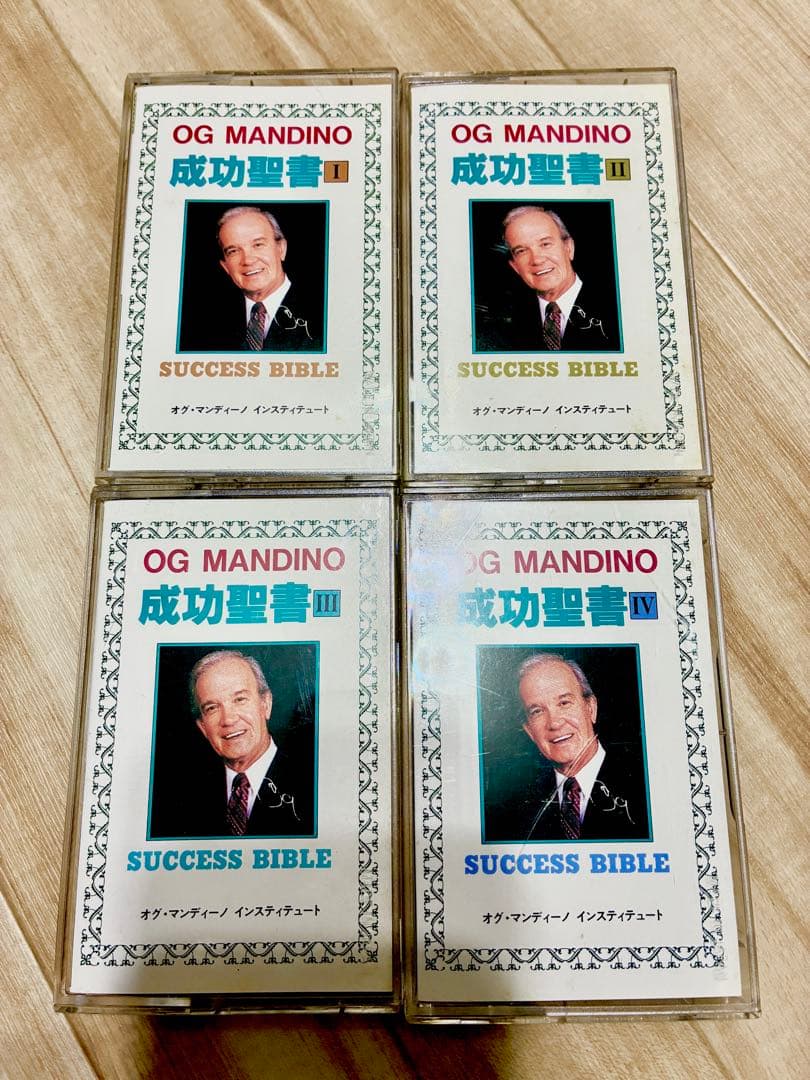 OG MANDINO
成功聖書 I
Og
SUCCESS BIBLE
オグ・マンディーノ インスティテュート
OG MANDINO
成功聖書 II
Og
SUCCESS BIBLE
オグ・マンディーノ インスティテュート
OG MANDINO
成功聖書 III
Og
SUCCESS BIBLE
オグ・マンディーノ インスティテュート
OG MANDINO
成功聖書 IV
Og
SUCCESS BIBLE
オグ・マンディーノ インスティテュート